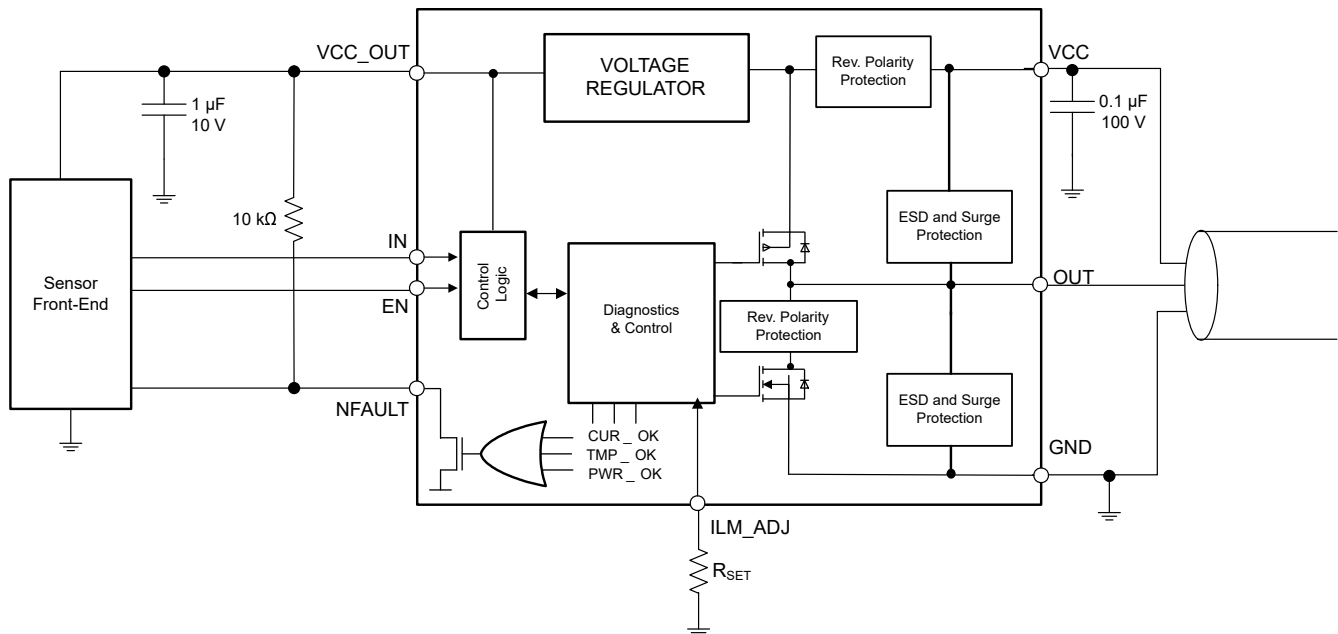 VCC_OUT
VOLTAGE
REGULATOR
Rev. Polarity
Protection
VCC
1 µF
10 V
0.1 µF
100 V
10 kΩ
ESD and Surge
Protection
IN
Sensor
Front-End
Control
Logic
EN
Diagnostics
& Control
OUT
Rev. Polarity
Protection
NFAULT
ESD and Surge
Protection
CUR _ OK
TMP _ OK
PWR _ OK
GND
ILM_ADJ
RSET